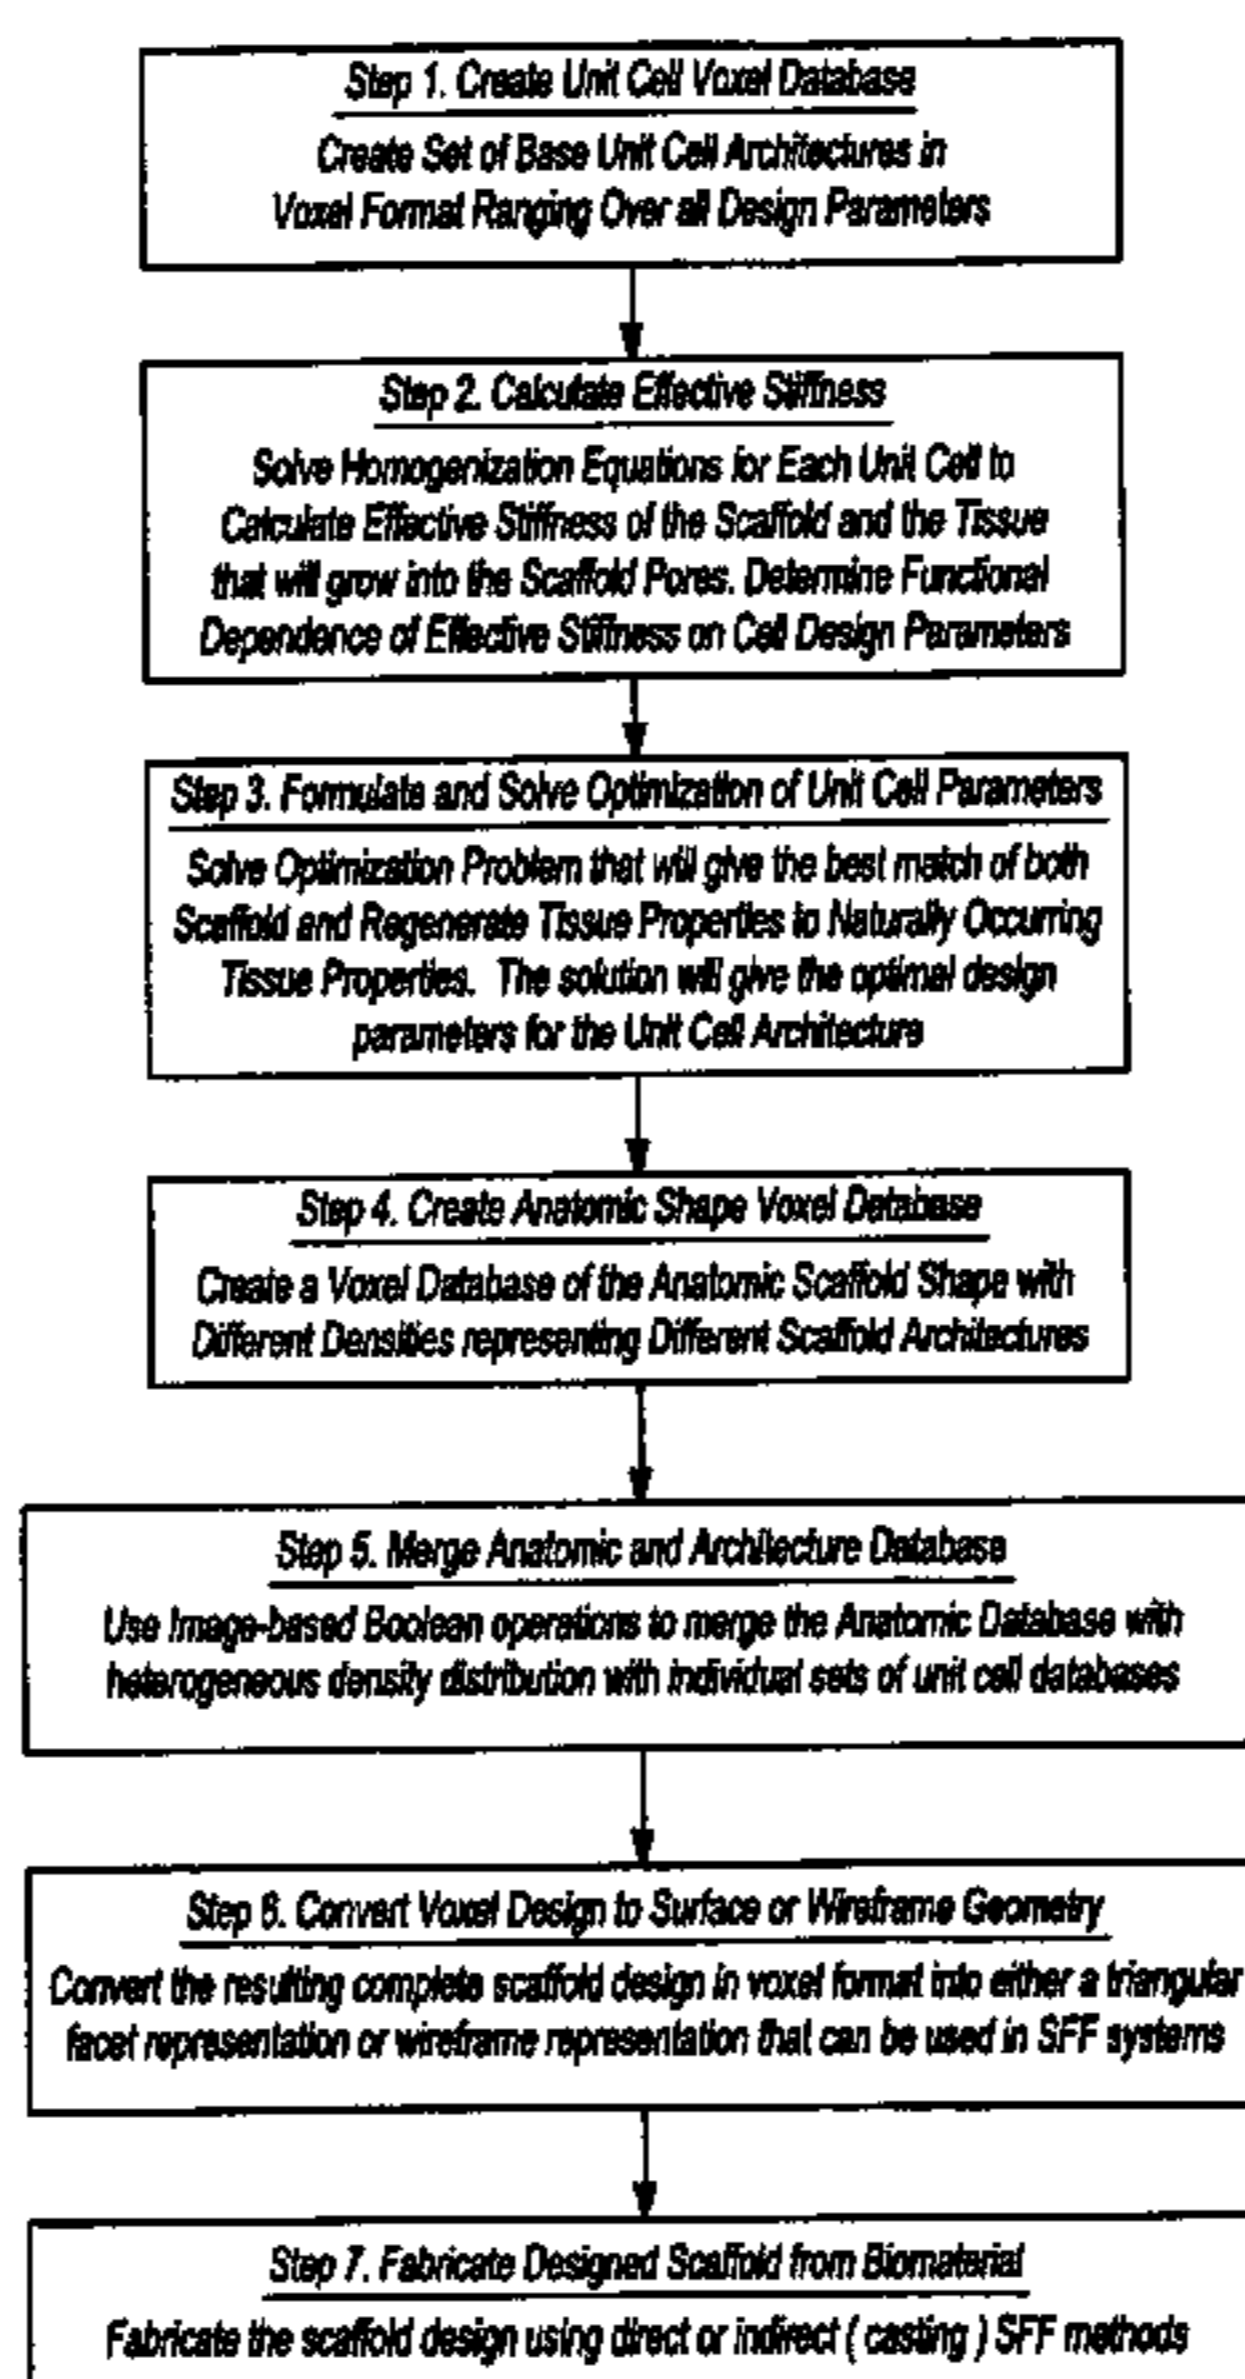 Step 1. Create Unit Cell Voxel Database
Create Set of Base Unit Cell Architectures in
Voxel Format Ranging Over all Design Parameters
Step 2. Calculate Effective Stiffness
Solve Homogenization Equations for Each Unit Cell to
Calculate Effective Stiffness of the Scaffold and the Tissue
that will grow into the Scaffold Pores. Determine Functional
Dependence of Effective Stiffness on Cell Design Parameters
Step 3. Formulate and Solve Optimization of Unit Cell Parameters
Solve Optimization Problem that will give the best match of both
Scaffold and Regenerate Tissue Properties to Naturally Occurring
Tissue Properties. The solution will give the optimal design
parameters for the Unit Cell Architecture
Step 4. Create Anatomic Shape Voxel Database
Create a Voxel Database of the Anatomic Scaffold Shape with
Different Densities representing Different Scaffold Architectures
Step 5. Merge Anatomic and Architecture Database
Use Image-based Boolean operations to merge the Anatomic Database with
heterogeneous density distribution with individual sets of unit cell databases
Step 6. Convert Voxel Design to Surface or Wireframe Geometry
Convert the resulting complete scaffold design in voxel format into either a triangular
facet representation or wireframe representation that can be used in SFF systems
Step 7. Fabricate Designed Scaffold from Biomaterial
Fabricate the scaffold design using direct or indirect ( casting ) SFF methods